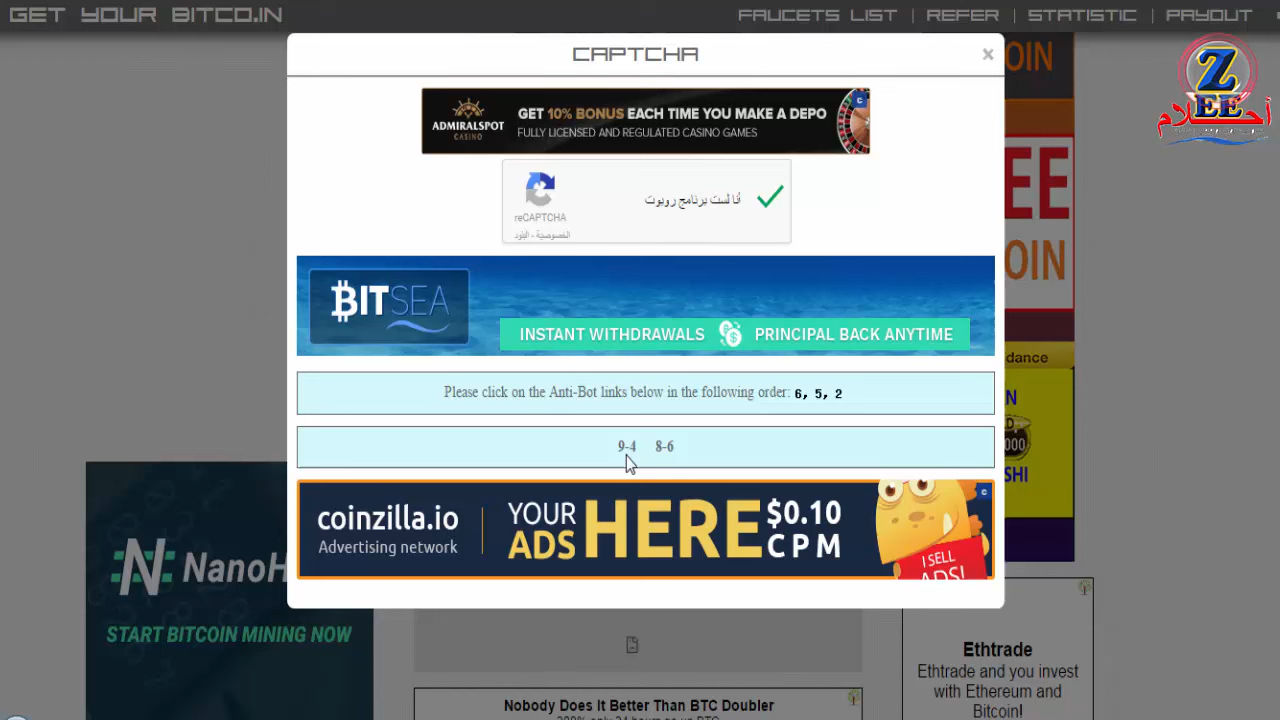 GET YOUR BITCO.IN
FAUCETS LIST | REFER | STATISTIC | PAYOUT
CAPTCHA
×
ADMIRALSPOT
CASINO
GET 10% BONUS EACH TIME YOU MAKE A DEPO
FULLY LICENSED AND REGULATED CASINO GAMES
أنا لست برنامج روبوت
reCAPTCHA
الخصوصية - البنود
BITSEA
INSTANT WITHDRAWALS
PRINCIPAL BACK ANYTIME
Please click on the Anti-Bot links below in the following order: 6, 5, 2
9-4 8-6
coinzilla.io
Advertising network
YOUR
ADS
HERE
$0.10
CPM
I SELL
ADS!
NanoH
START BITCOIN MINING NOW
Nobody Does It Better Than BTC Doubler
Z
EE
أحلام
OIN
EE
OIN
dance
N
D,
000
SHI
Ethtrade
Ethtrade and you invest
with Ethereum and
Bitcoin!